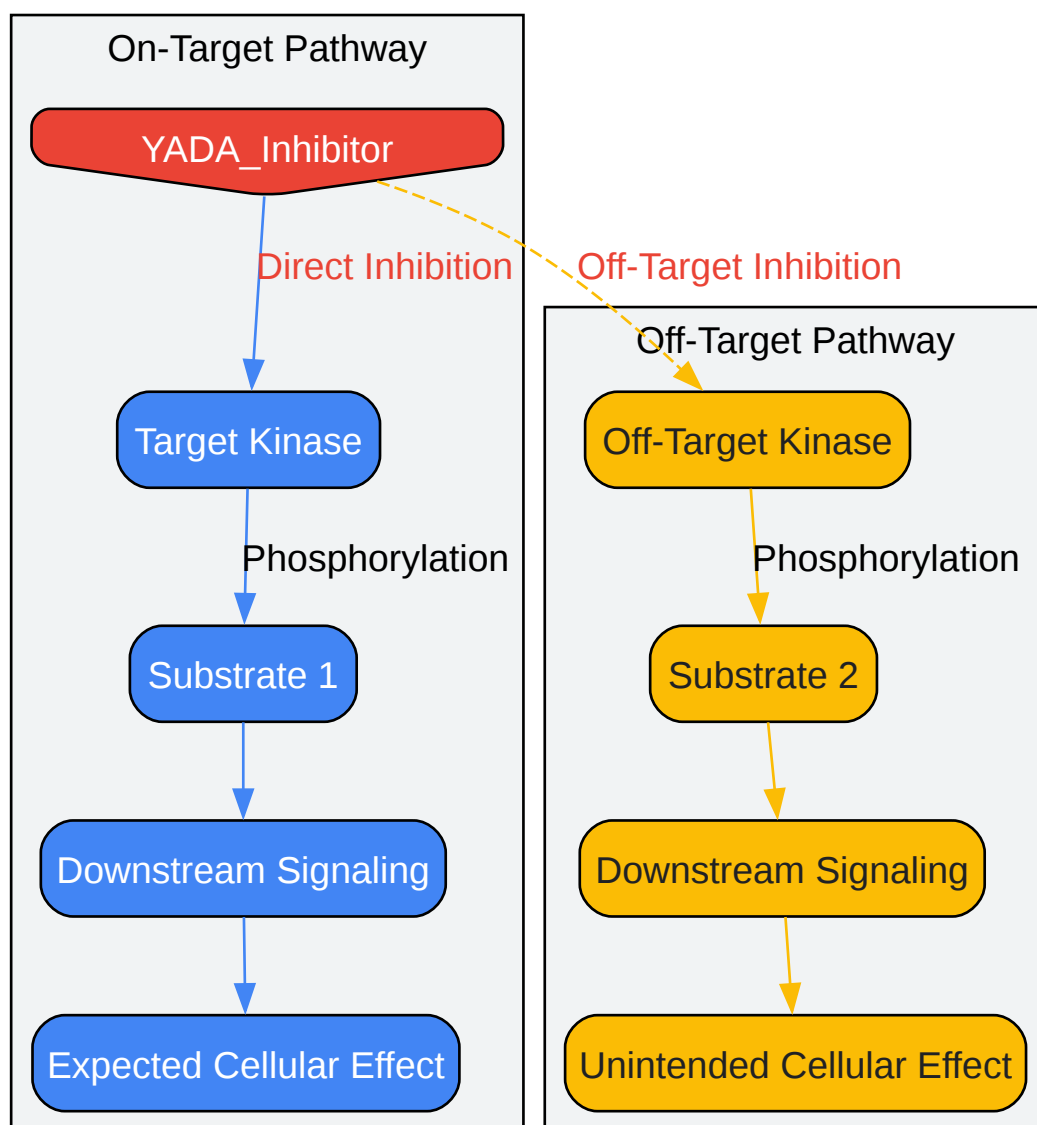 On-Target Pathway
YADA_Inhibitor
Direct Inhibition
Off-Target Inhibition
Off-Target Pathway
Target Kinase
Off-Target Kinase
Phosphorylation
Phosphorylation
Substrate 1
Substrate 2
Downstream Signaling
Downstream Signaling
Expected Cellular Effect
Unintended Cellular Effect